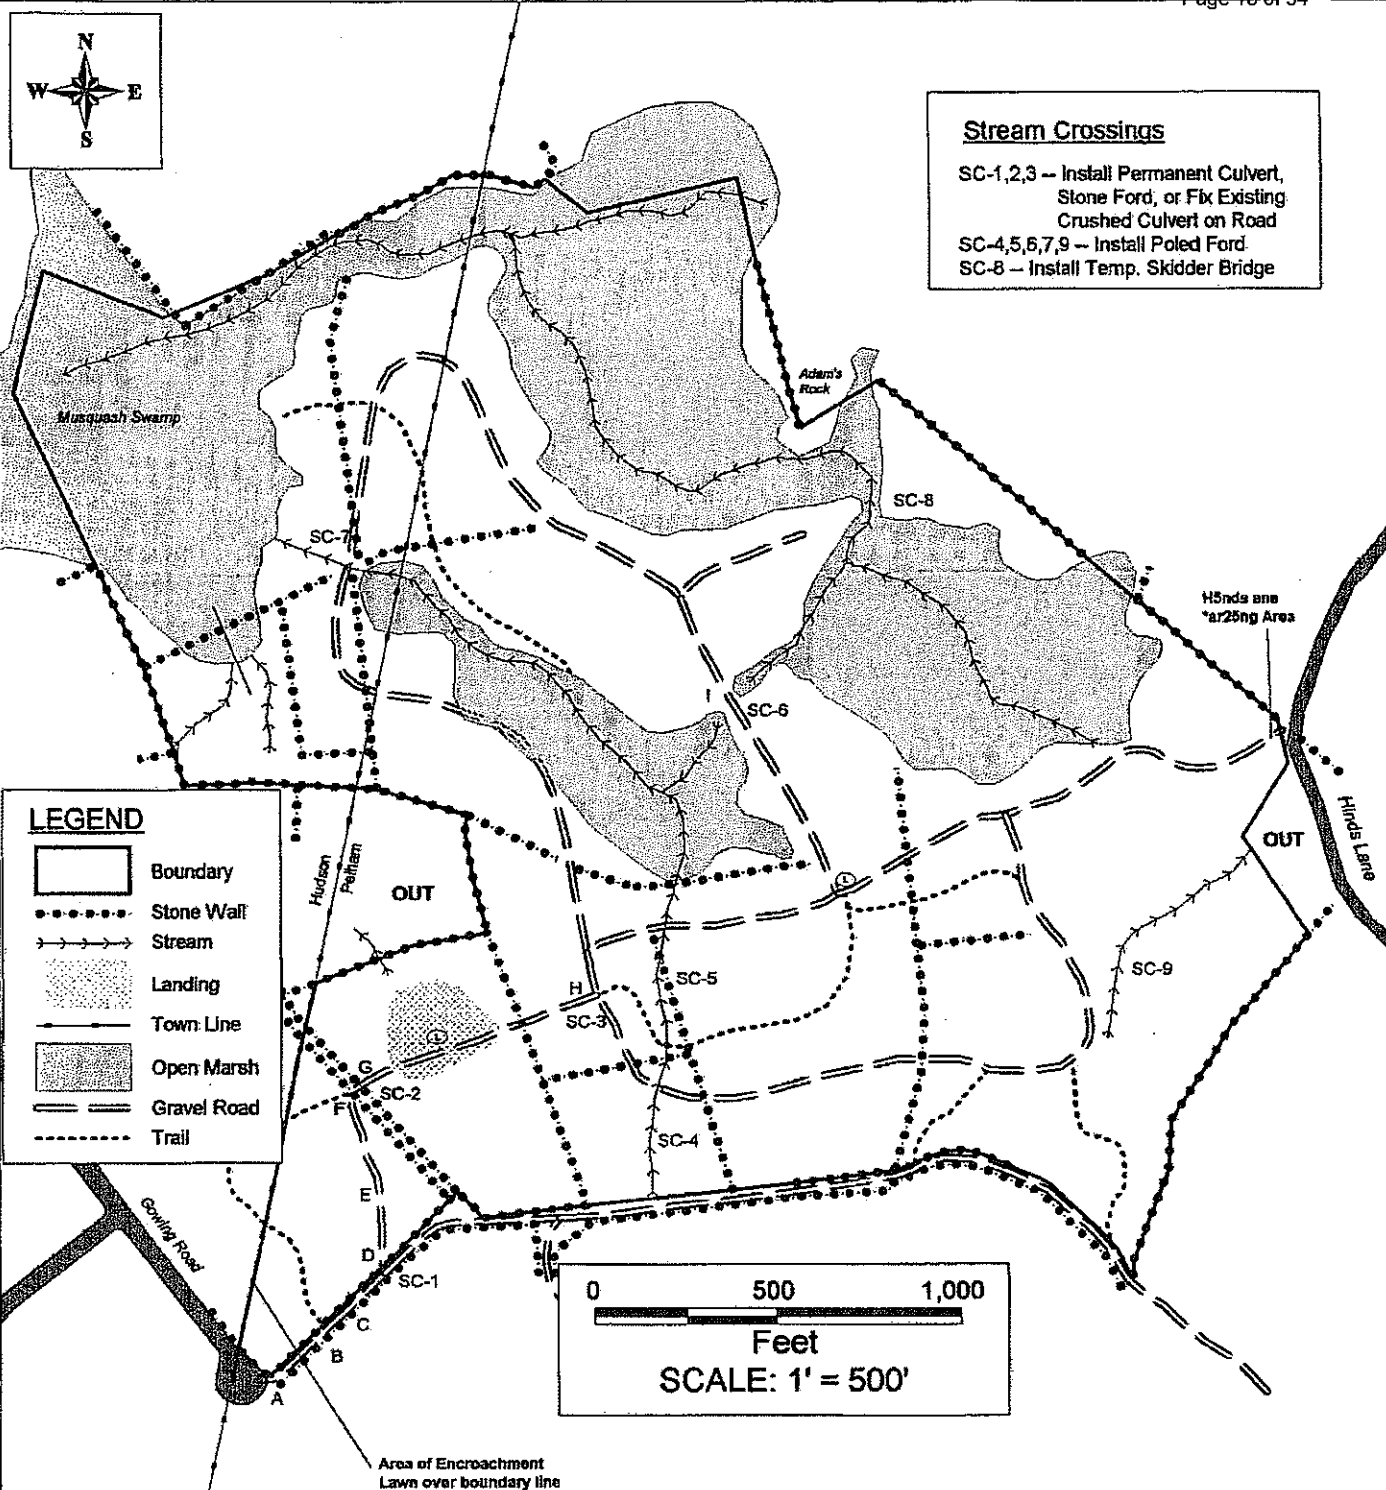 Page 18 of 34
N
W E
S
Stream Crossings
SC-1,2,3 – Install Permanent Culvert,
Stone Ford, or Fix Existing
Crushed Culvert on Road
SC-4,5,6,7,9 – Install Poled Ford
SC-8 – Install Temp. Skidder Bridge
Adam's
Rock
Musquash Swamp
SC-8
SC-7
H5nds ane
*ar25ng Area
I
SC-6
Hinds Lane
OUT
LEGEND
Boundary
Stone Wall
Stream
Landing
Town Line
Open Marsh
Gravel Road
Trail
Hudson
Pelham
OUT
L
SC-9
SC-5
H
SC-3
L
G
SC-2
F
SC-4
E
D
SC-1
C
B
A
Gowing Road
0 500 1,000
Feet
SCALE: 1' = 500'
Area of Encroachment
Lawn over boundary line